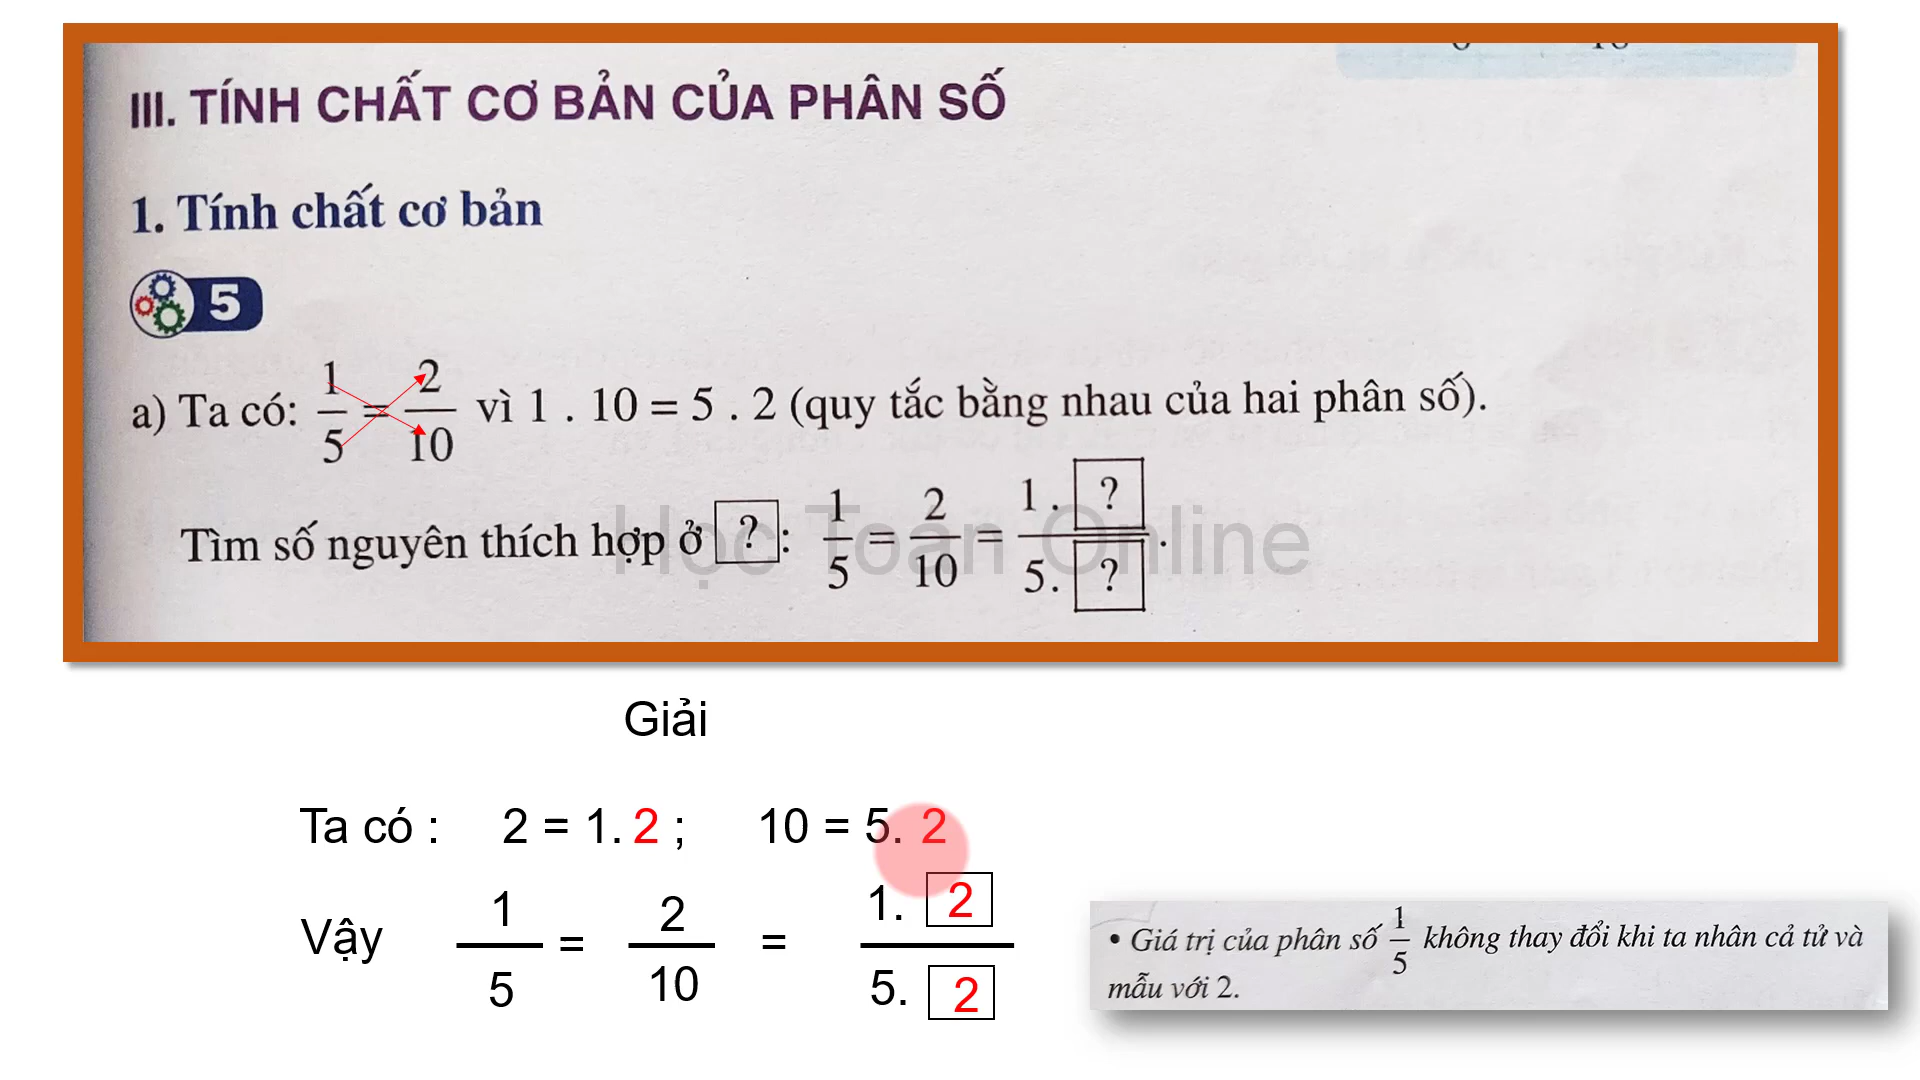 III. TÍNH CHẤT CƠ BẢN CỦA PHÂN SỐ
1. Tính chất cơ bản
5
a) Ta có: 1/5 = 2/10 vì 1 . 10 = 5 . 2 (quy tắc bằng nhau của hai phân số).
Tìm số nguyên thích hợp ở ? : 1/5 = 2/10 = 1 . ? / 5. ? .
Học Toán Online
Giải
Ta có : 2 = 1. 2 ; 10 = 5. 2
Vậy 1/5 = 2/10 = 1. 2 / 5. 2
• Giá trị của phân số 1/5 không thay đổi khi ta nhân cả tử và
mẫu với 2.